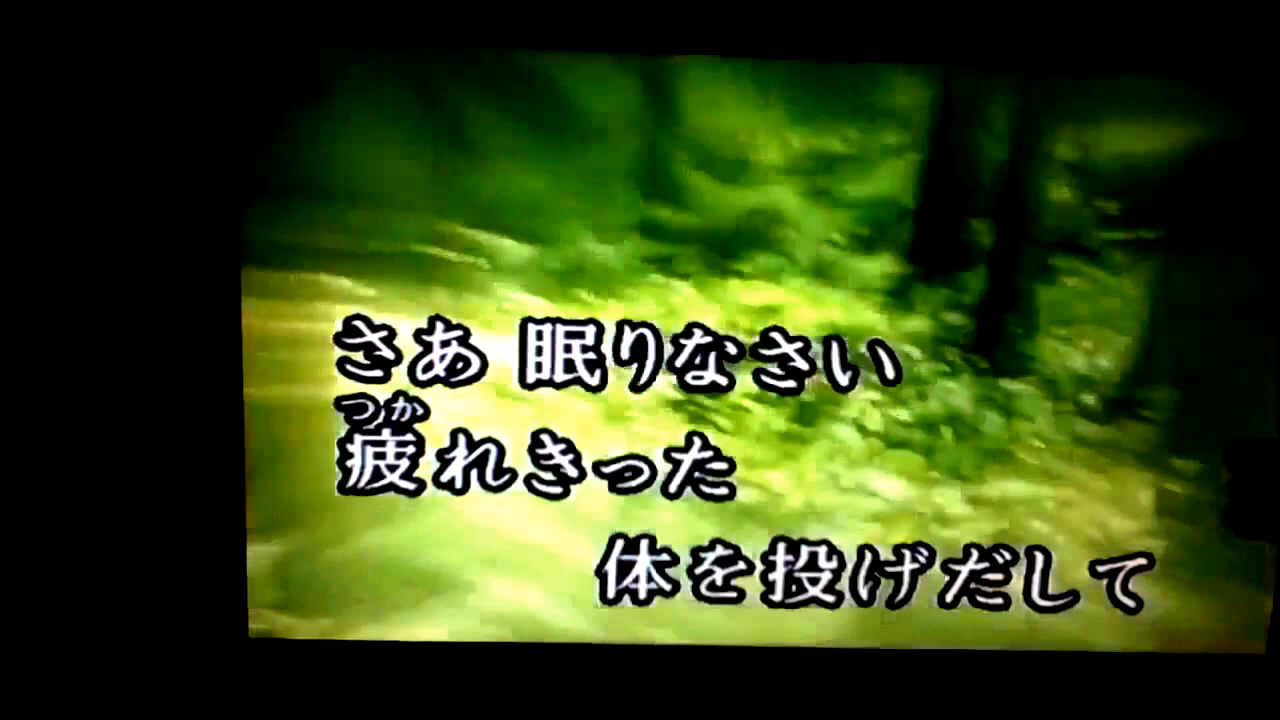 さあ 眠りなさい
つか
疲れきった
体を投げだして